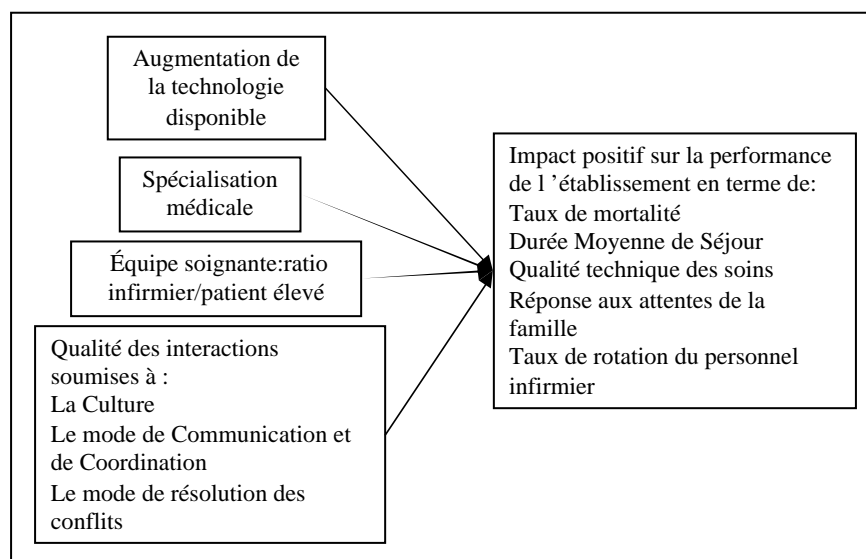 Augmentation de
la technologie
disponible
Spécialisation
médicale
Équipe soignante:ratio
infirmier/patient élevé
Qualité des interactions
soumises à :
La Culture
Le mode de Communication et
de Coordination
Le mode de résolution des
conflits
Impact positif sur la performance
de l ’établissement en terme de:
Taux de mortalité
Durée Moyenne de Séjour
Qualité technique des soins
Réponse aux attentes de la
famille
Taux de rotation du personnel
infirmier